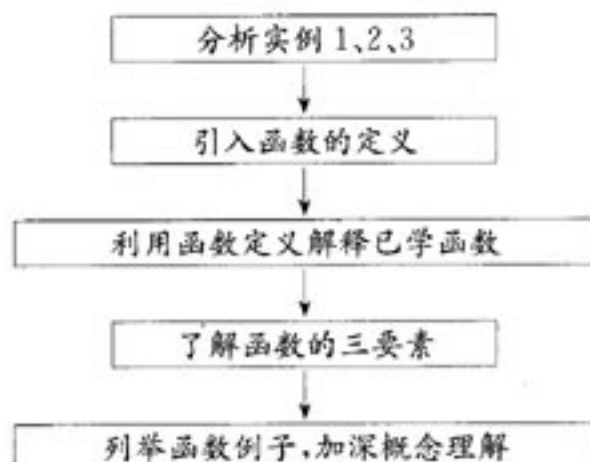 分析实例1、2、3
引入函数的定义
利用函数定义解释已学函数
了解函数的三要素
列举函数例子,加深概念理解